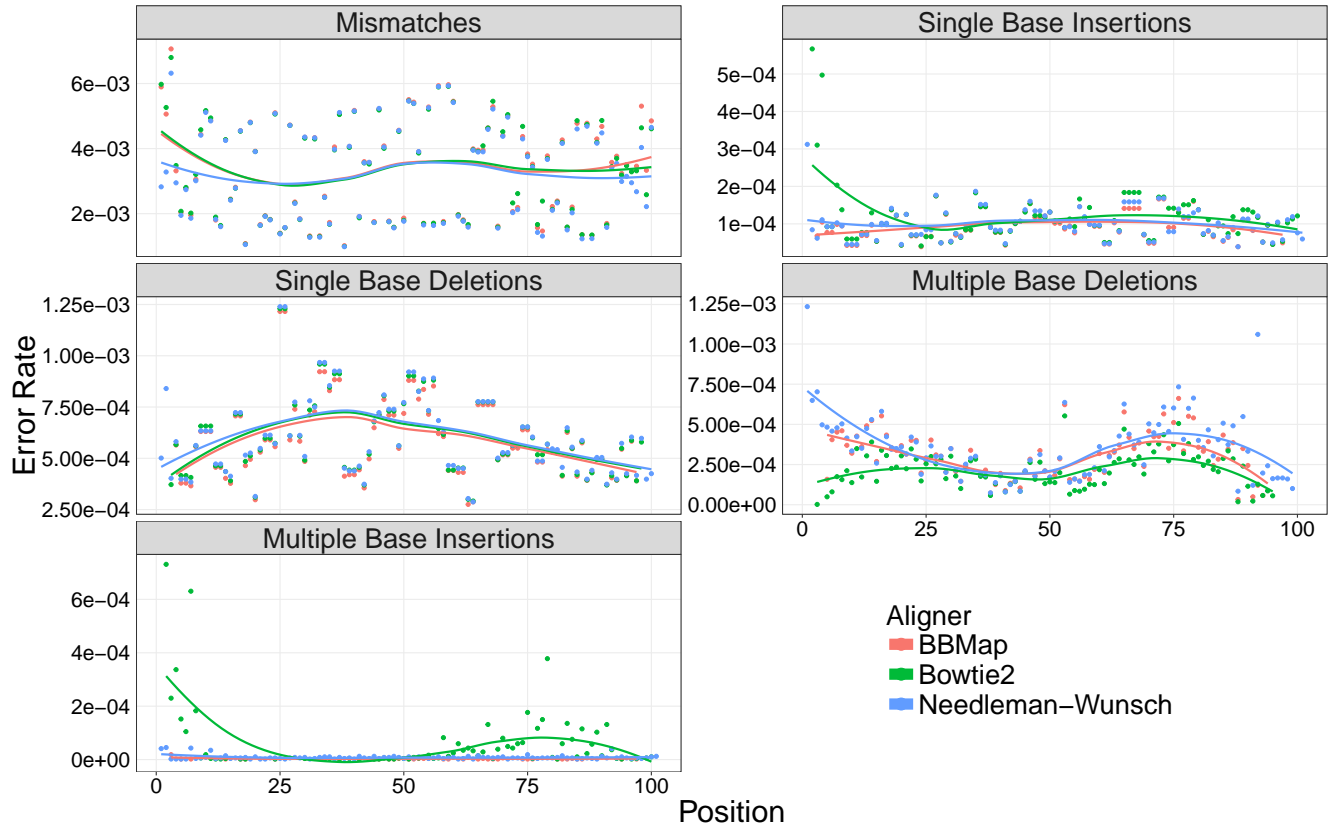 Mismatches
Single Base Insertions
6e−03
4e−03
2e−03
5e−04
4e−04
3e−04
2e−04
1e−04
Single Base Deletions
Multiple Base Deletions
1.25e−03
1.00e−03
7.50e−04
5.00e−04
2.50e−04
1.25e−03
1.00e−03
7.50e−04
5.00e−04
2.50e−04
0.00e+00
0 25 50 75 100
Error Rate
Multiple Base Insertions
6e−04
4e−04
2e−04
0e+00
0 25 50 75 100
Position
Aligner
BBMap
Bowtie2
Needleman−Wunsch